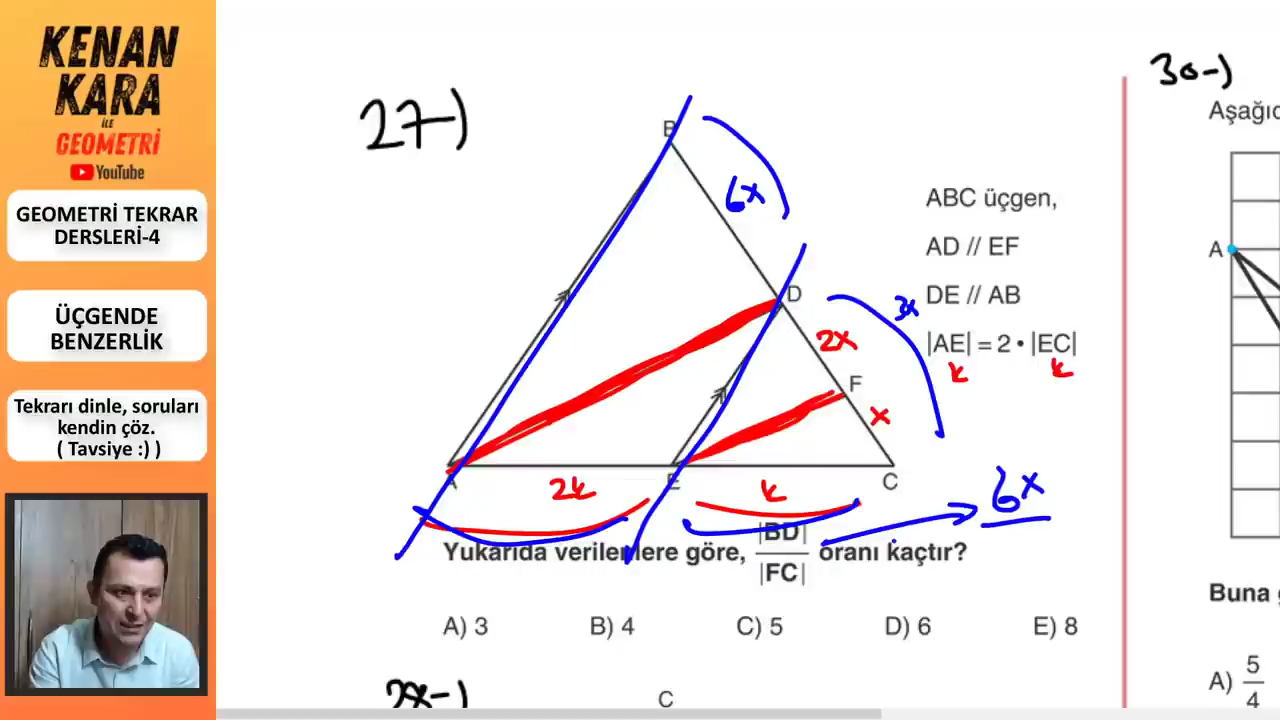 KENAN
KARA
İLE
GEOMETRİ
YouTube
GEOMETRİ TEKRAR
DERSLERİ-4
ÜÇGENDE
BENZERLİK
Tekrarı dinle, soruları
kendin çöz.
( Tavsiye :) )
27-)
B
6x
D
3x
2x
F
x
A
2k
E
k
C
6x
ABC üçgen,
AD // EF
DE // AB
|AE| = 2 • |EC|
k k
Yukarıda verilenlere göre, |BD| / |FC| oranı kaçtır?
A) 3 B) 4 C) 5 D) 6 E) 8
28-)
C
30-)
A
Buna
A) 5/4